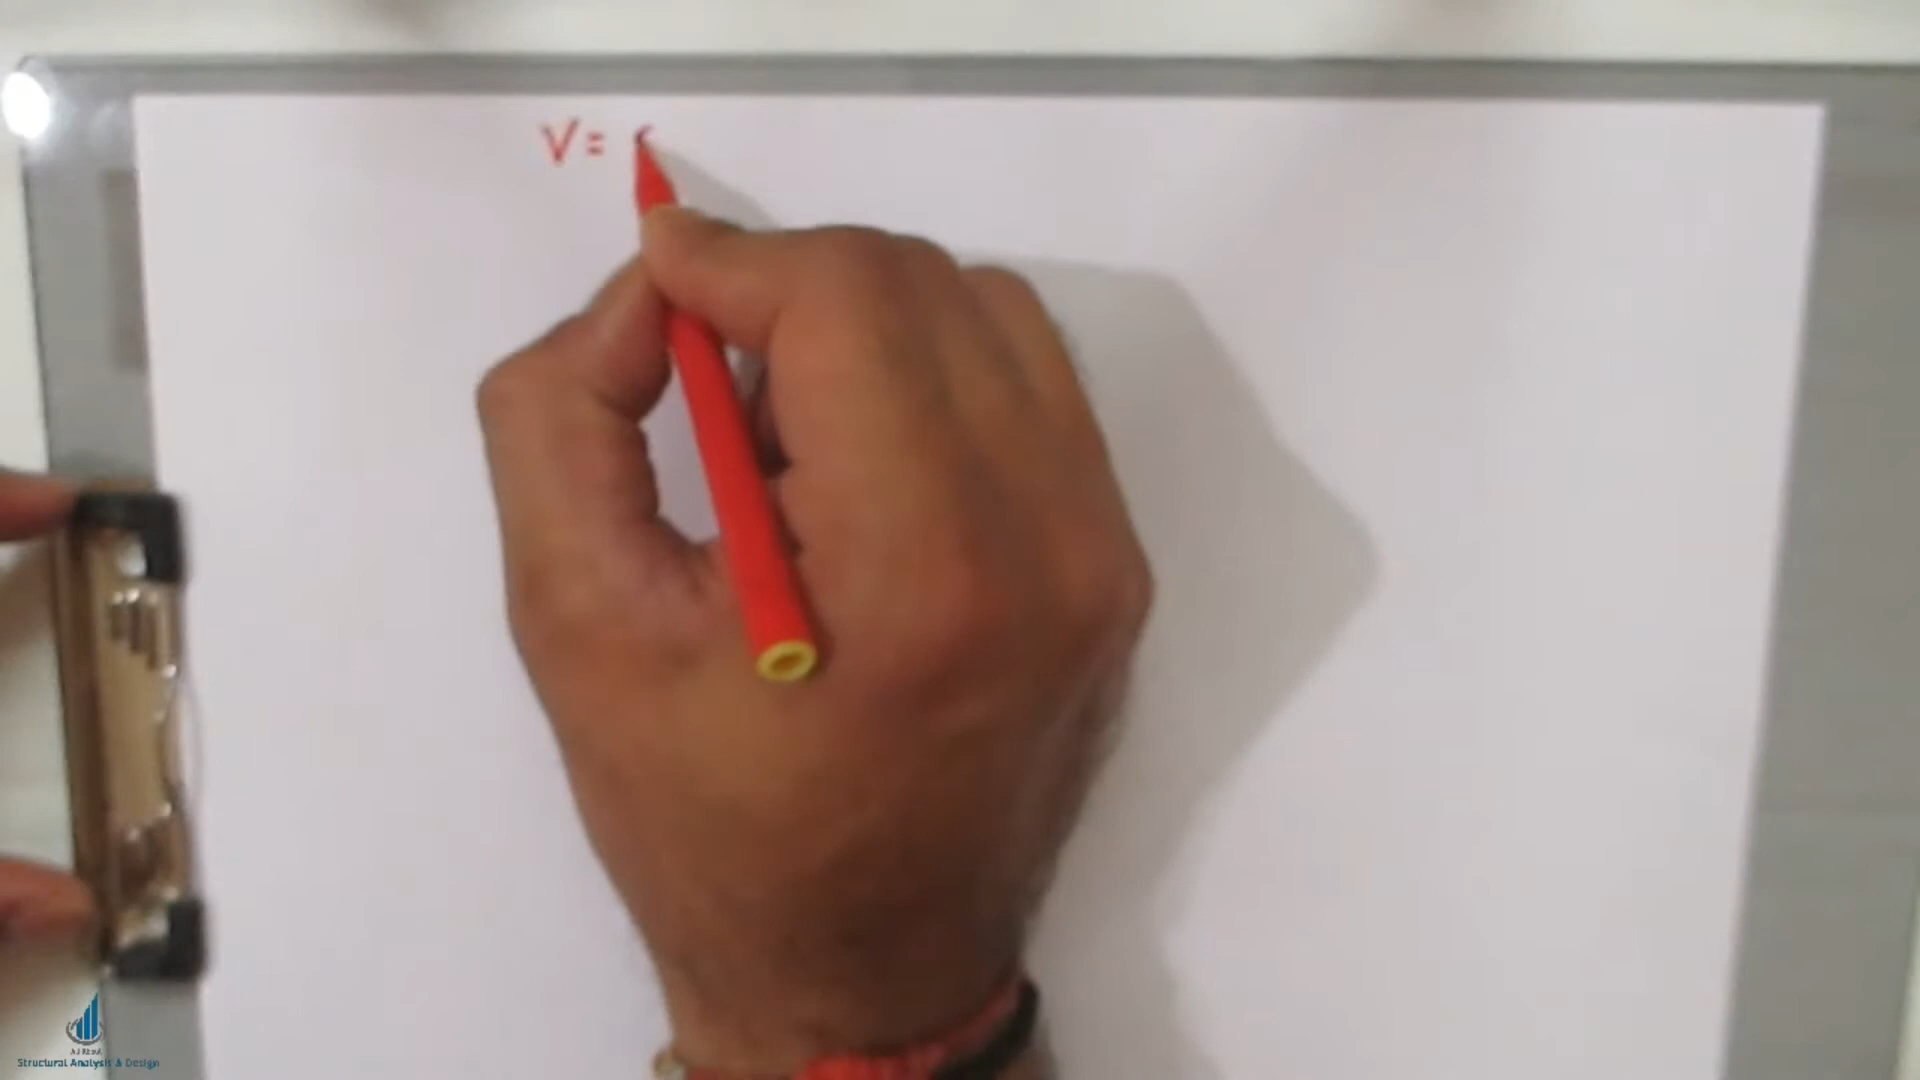 V =
Structural Analysis & Design